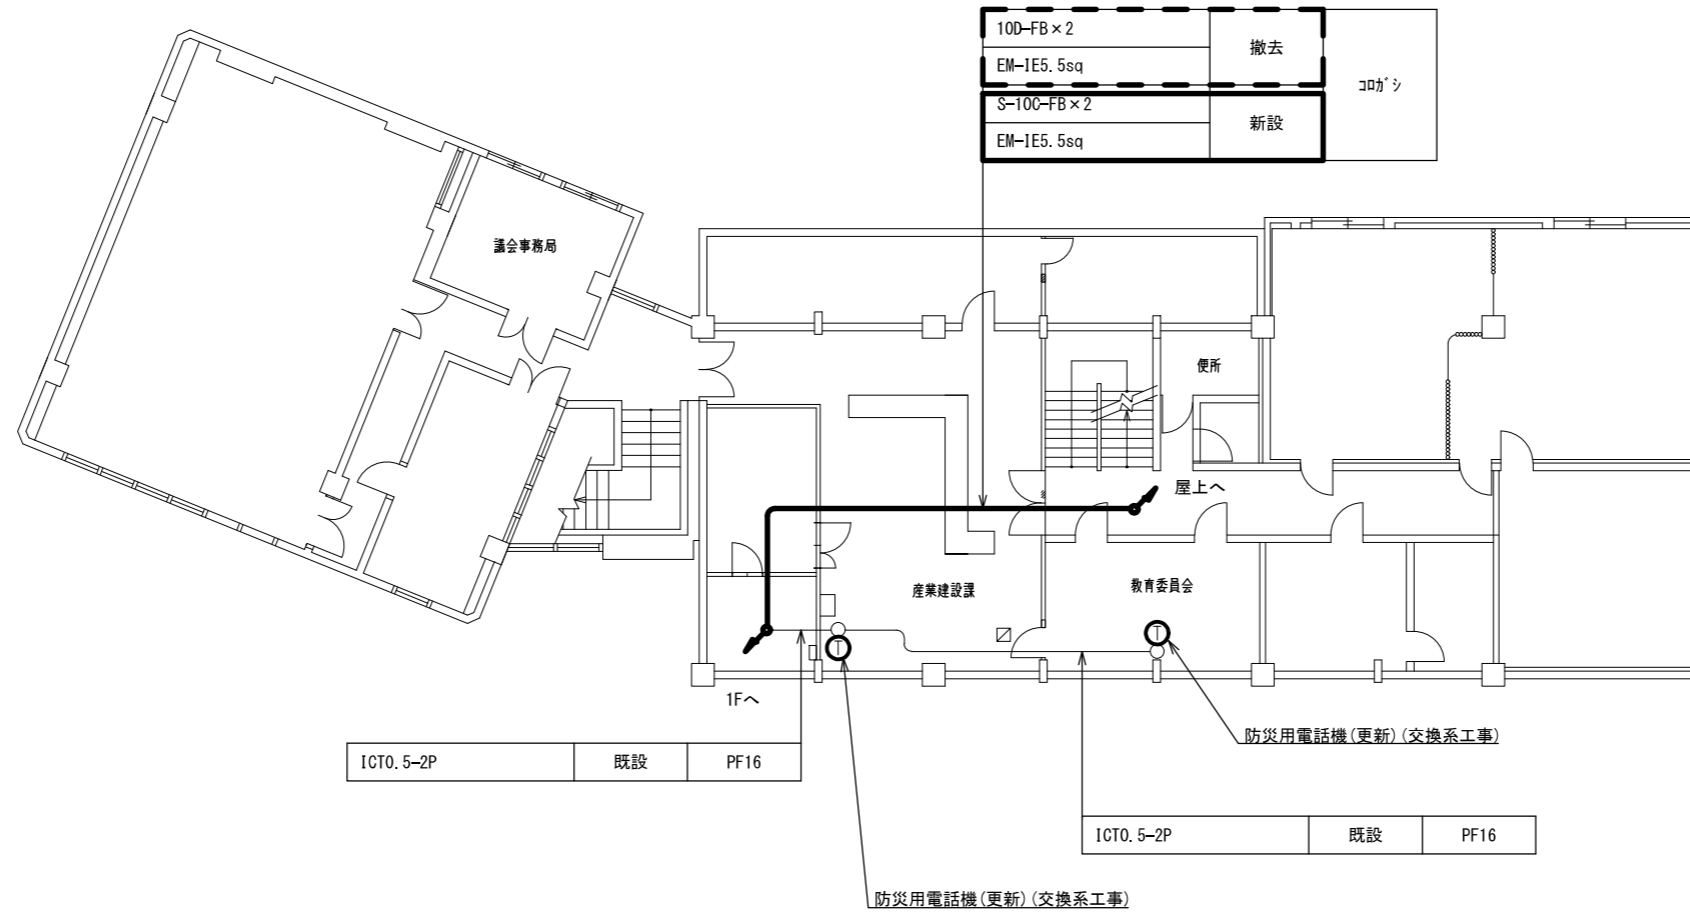 10D-FB×2
撤去
EM-IE5.5sq
コロガシ
S-10C-FB×2
新設
EM-IE5.5sq
議会事務局
便所
屋上へ
産業建設課
教育委員会
T
T
1Fへ
防災用電話機(更新)(交換系工事)
ICT0.5-2P 既設 PF16
ICT0.5-2P 既設 PF16
防災用電話機(更新)(交換系工事)